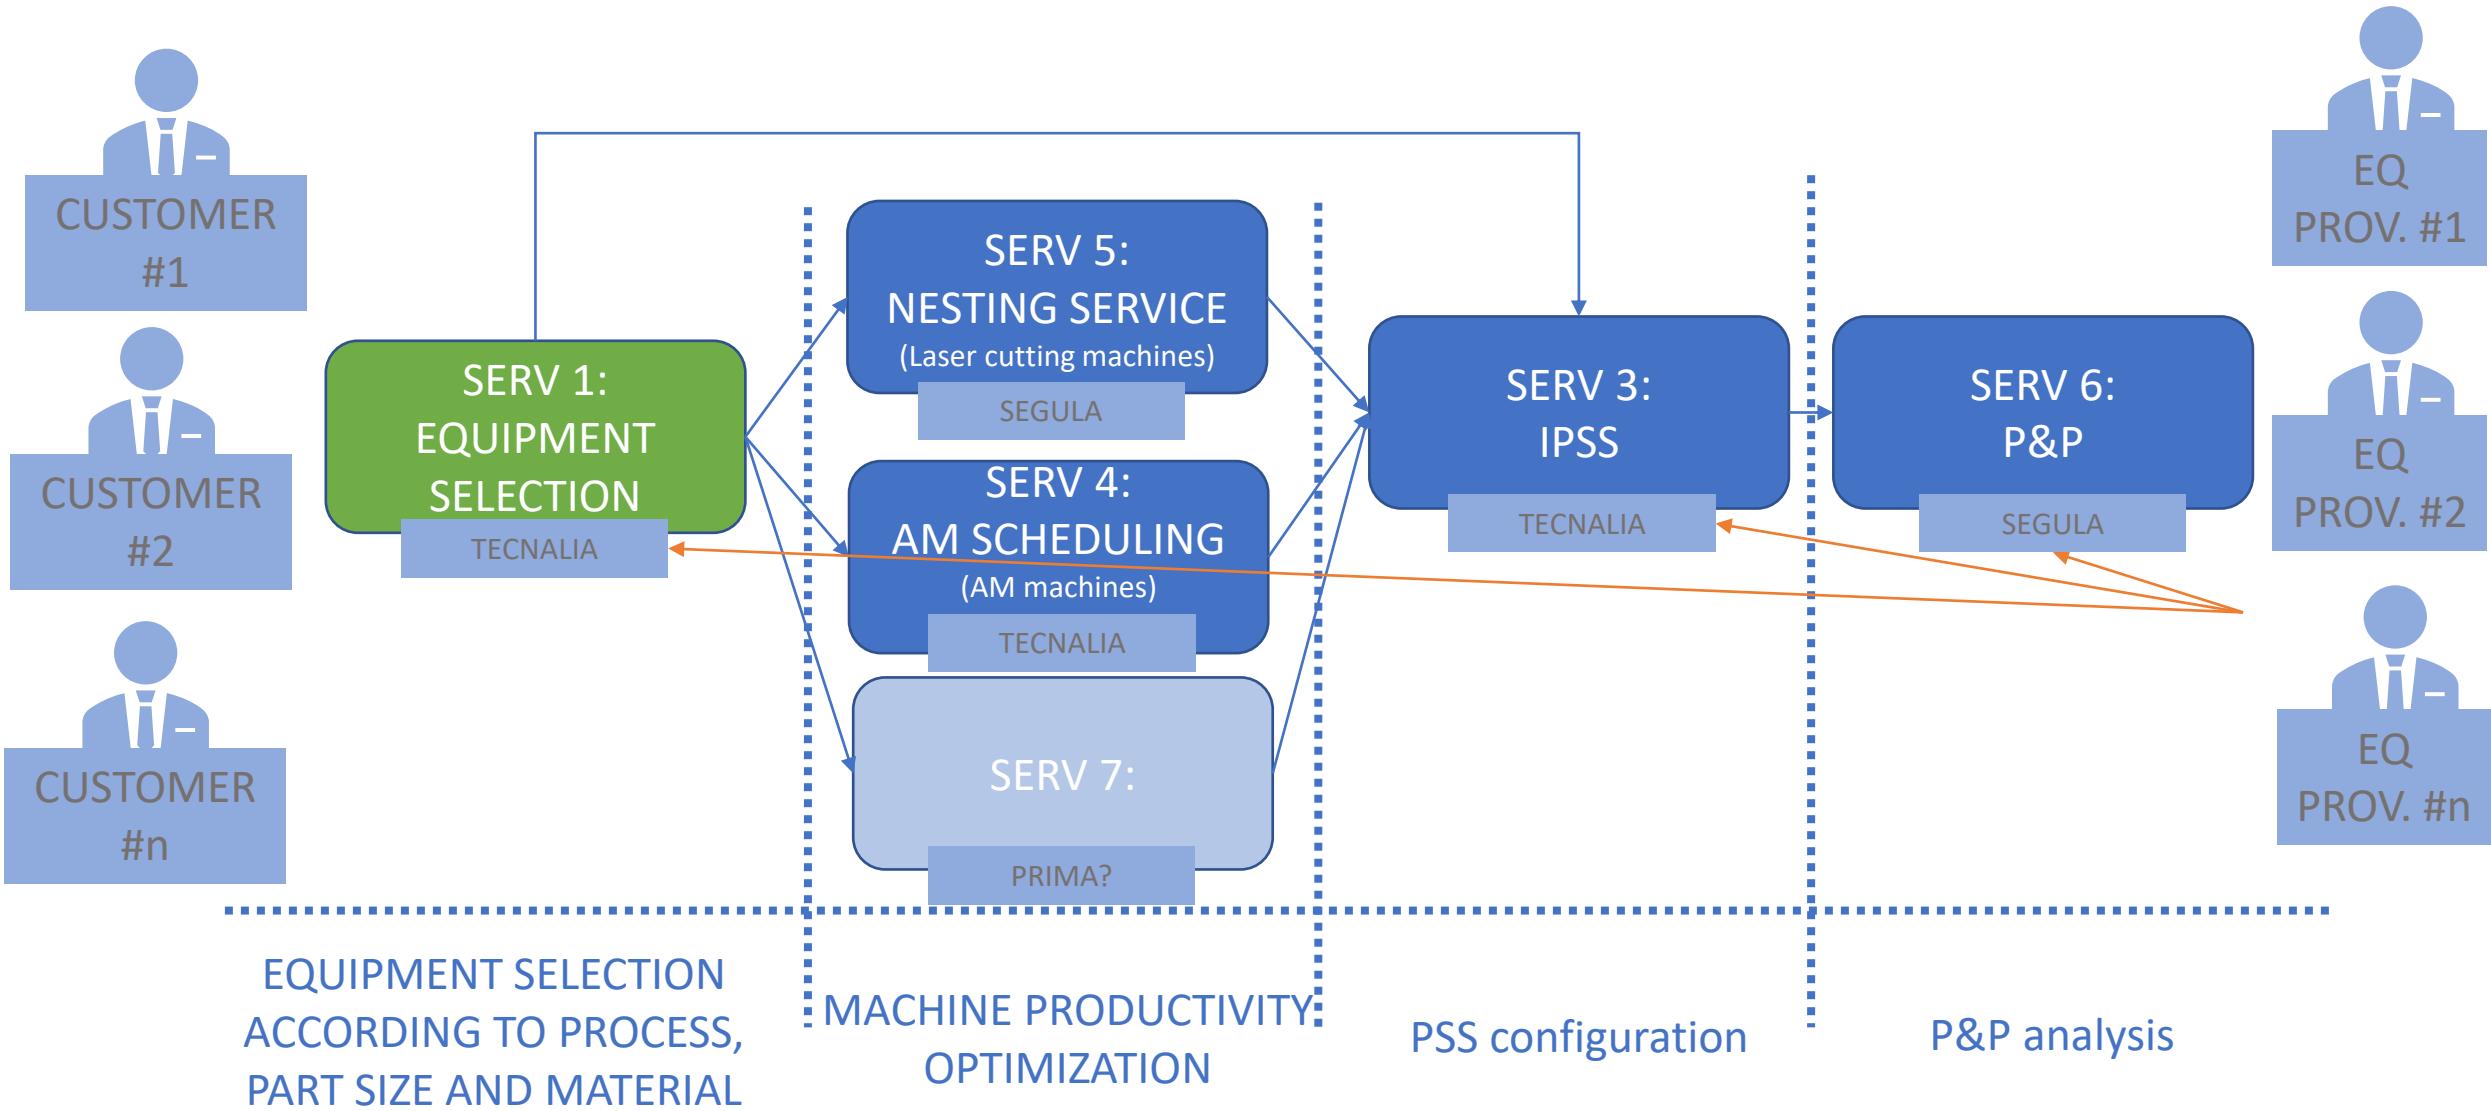 CUSTOMER
#1
CUSTOMER
#2
CUSTOMER
#n
SERV 1:
EQUIPMENT
SELECTION
TECNALIA
SERV 5:
NESTING SERVICE
(Laser cutting machines)
SEGULA
SERV 4:
AM SCHEDULING
(AM machines)
TECNALIA
SERV 7:
PRIMA?
SERV 3:
IPSS
TECNALIA
SERV 6:
P&P
SEGULA
EQ
PROV. #1
EQ
PROV. #2
EQ
PROV. #n
EQUIPMENT SELECTION
ACCORDING TO PROCESS,
PART SIZE AND MATERIAL
MACHINE PRODUCTIVITY
OPTIMIZATION
PSS configuration
P&P analysis